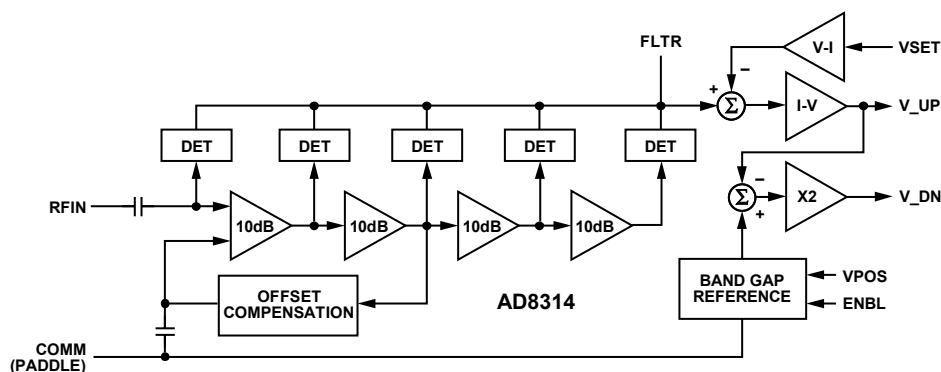 FLTR
V-I
VSET
–
+
Σ
I-V
V_UP
DET
DET
DET
DET
DET
–
Σ
+
X2
V_DN
RFIN
10dB
10dB
10dB
10dB
OFFSET
COMPENSATION
AD8314
BAND GAP
REFERENCE
VPOS
ENBL
COMM
(PADDLE)